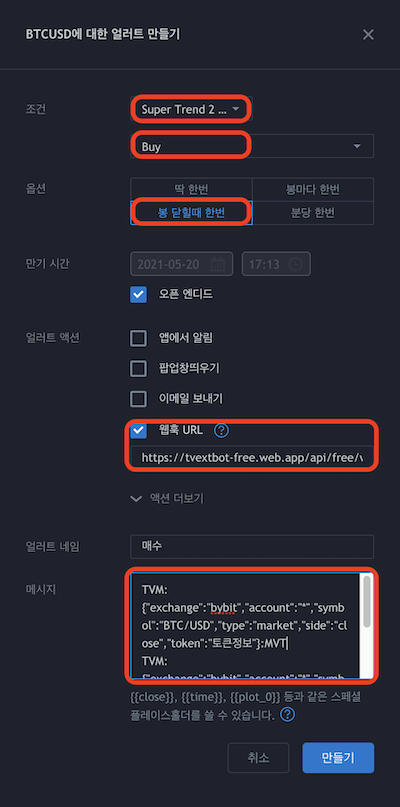 BTCUSD에 대한 얼러트 만들기
조건
Super Trend 2 ...
Buy
옵션
딱 한번
봉마다 한번
봉 닫힐때 한번
분당 한번
만기 시간
2021-05-20
17:13
오픈 엔디드
얼러트 액션
앱에서 알림
팝업창띄우기
이메일 보내기
웹훅 URL
https://tvextbot-free.web.app/api/free/v
액션 더보기
얼러트 네임
매수
메시지
TVM:
{"exchange":"bybit","account":"*","symb
ol":"BTC/USD","type":"market","side":"cl
ose","token":"토큰정보"}:MVT
TVM:
{"exchange":"bybit","account":"*","symb
{{close}}, {{time}}, {{plot_0}} 등과 같은 스페셜
플레이스홀더를 쓸 수 있습니다.
취소
만들기